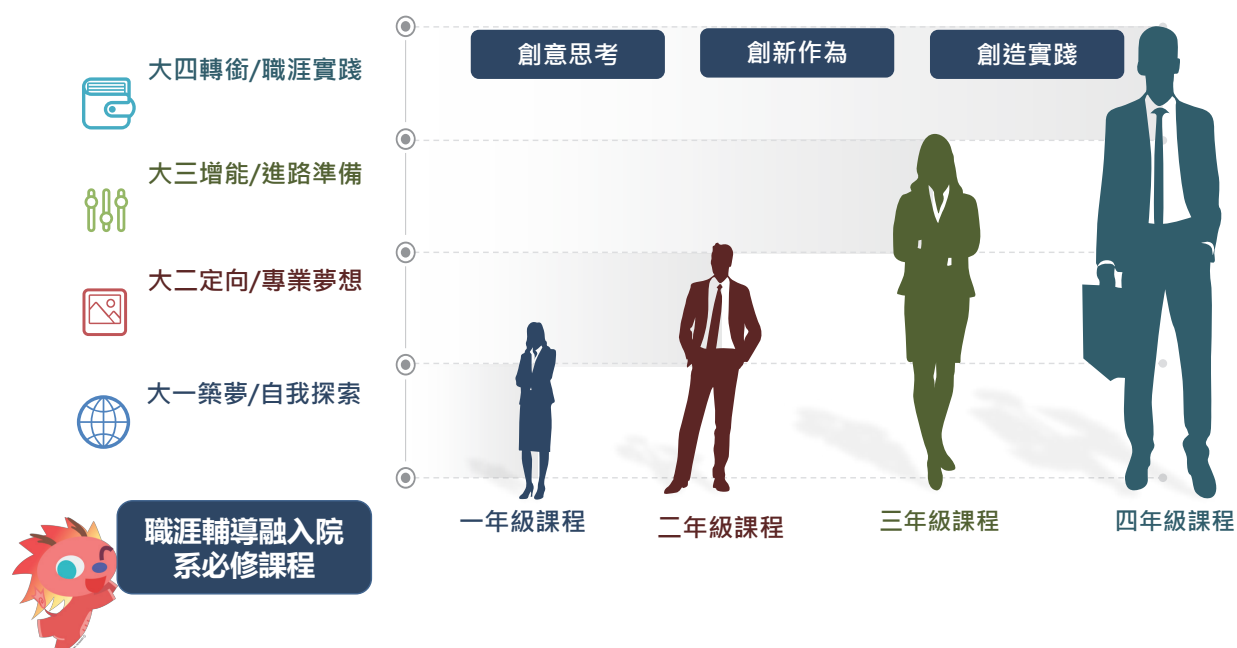 創意思考
創新作為
創造實踐
大四轉銜/職涯實踐
大三增能/進路準備
大二定向/專業夢想
大一築夢/自我探索
一年級課程
二年級課程
三年級課程
四年級課程
職涯輔導融入院
系必修課程